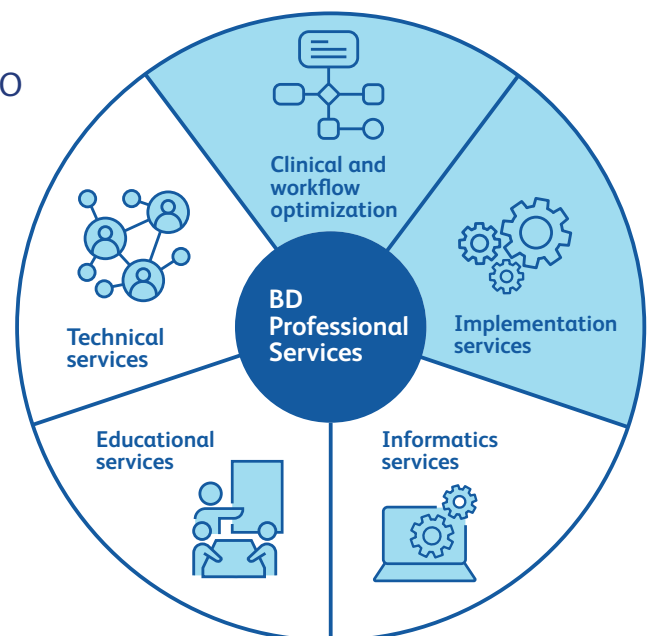 o
Clinical and
workflow
optimization
BD
Professional
Services
Implementation
services
Technical
services
Educational
services
Informatics
services